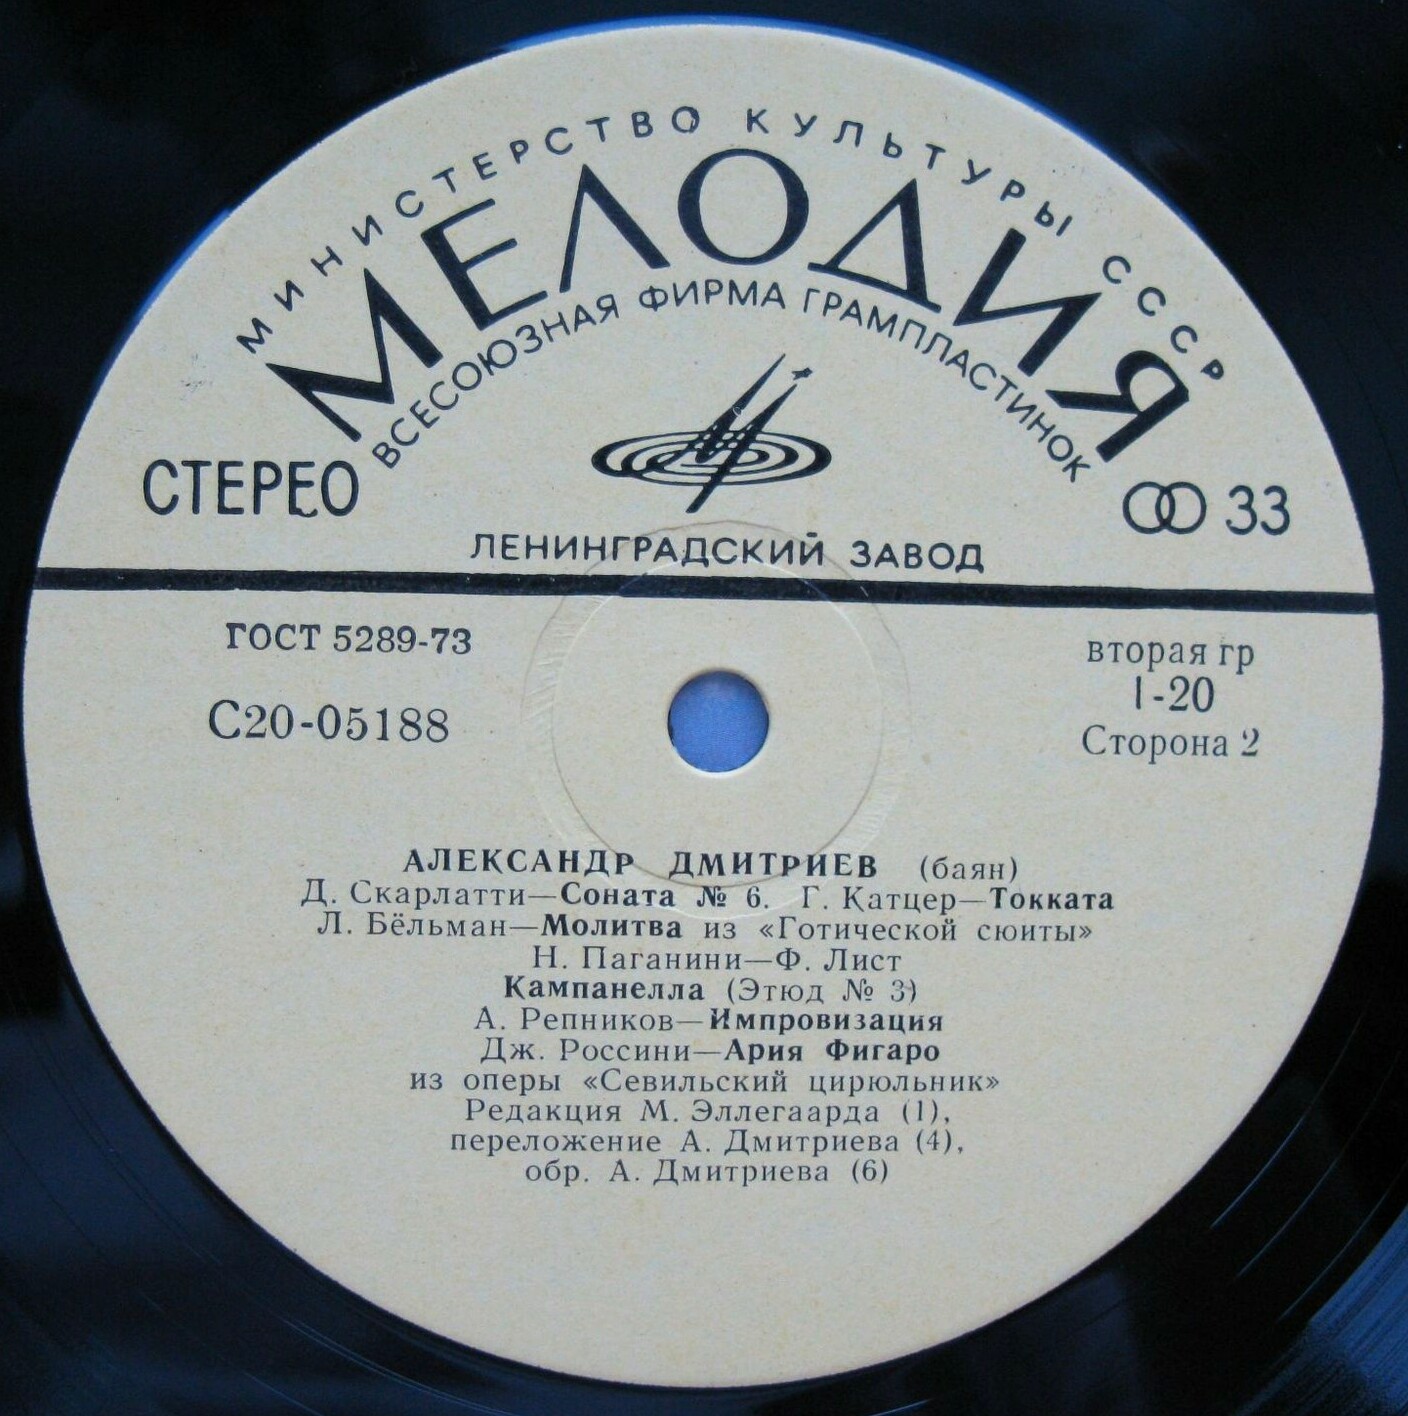 МИНИСТЕРСТВО КУЛЬТУРЫ СССР
МЕЛОДИЯ
ВСЕСОЮЗНАЯ ФИРМА ГРАМПЛАСТИНОК
СТЕРЕО
33
ЛЕНИНГРАДСКИЙ ЗАВОД
ГОСТ 5289-73
вторая гр
С20-05188
1-20
Сторона 2
АЛЕКСАНДР ДМИТРИЕВ (баян)
Д. Скарлатти—Соната № 6. Г. Катцер—Токката
Л. Бёльман—Молитва из «Готической сюиты»
Н. Паганини—Ф. Лист
Кампанелла (Этюд № 3)
А. Репников—Импровизация
Дж. Россини—Ария Фигаро
из оперы «Севильский цирюльник»
Редакция М. Эллегаарда (1),
переложение А. Дмитриева (4),
обр. А. Дмитриева (6)